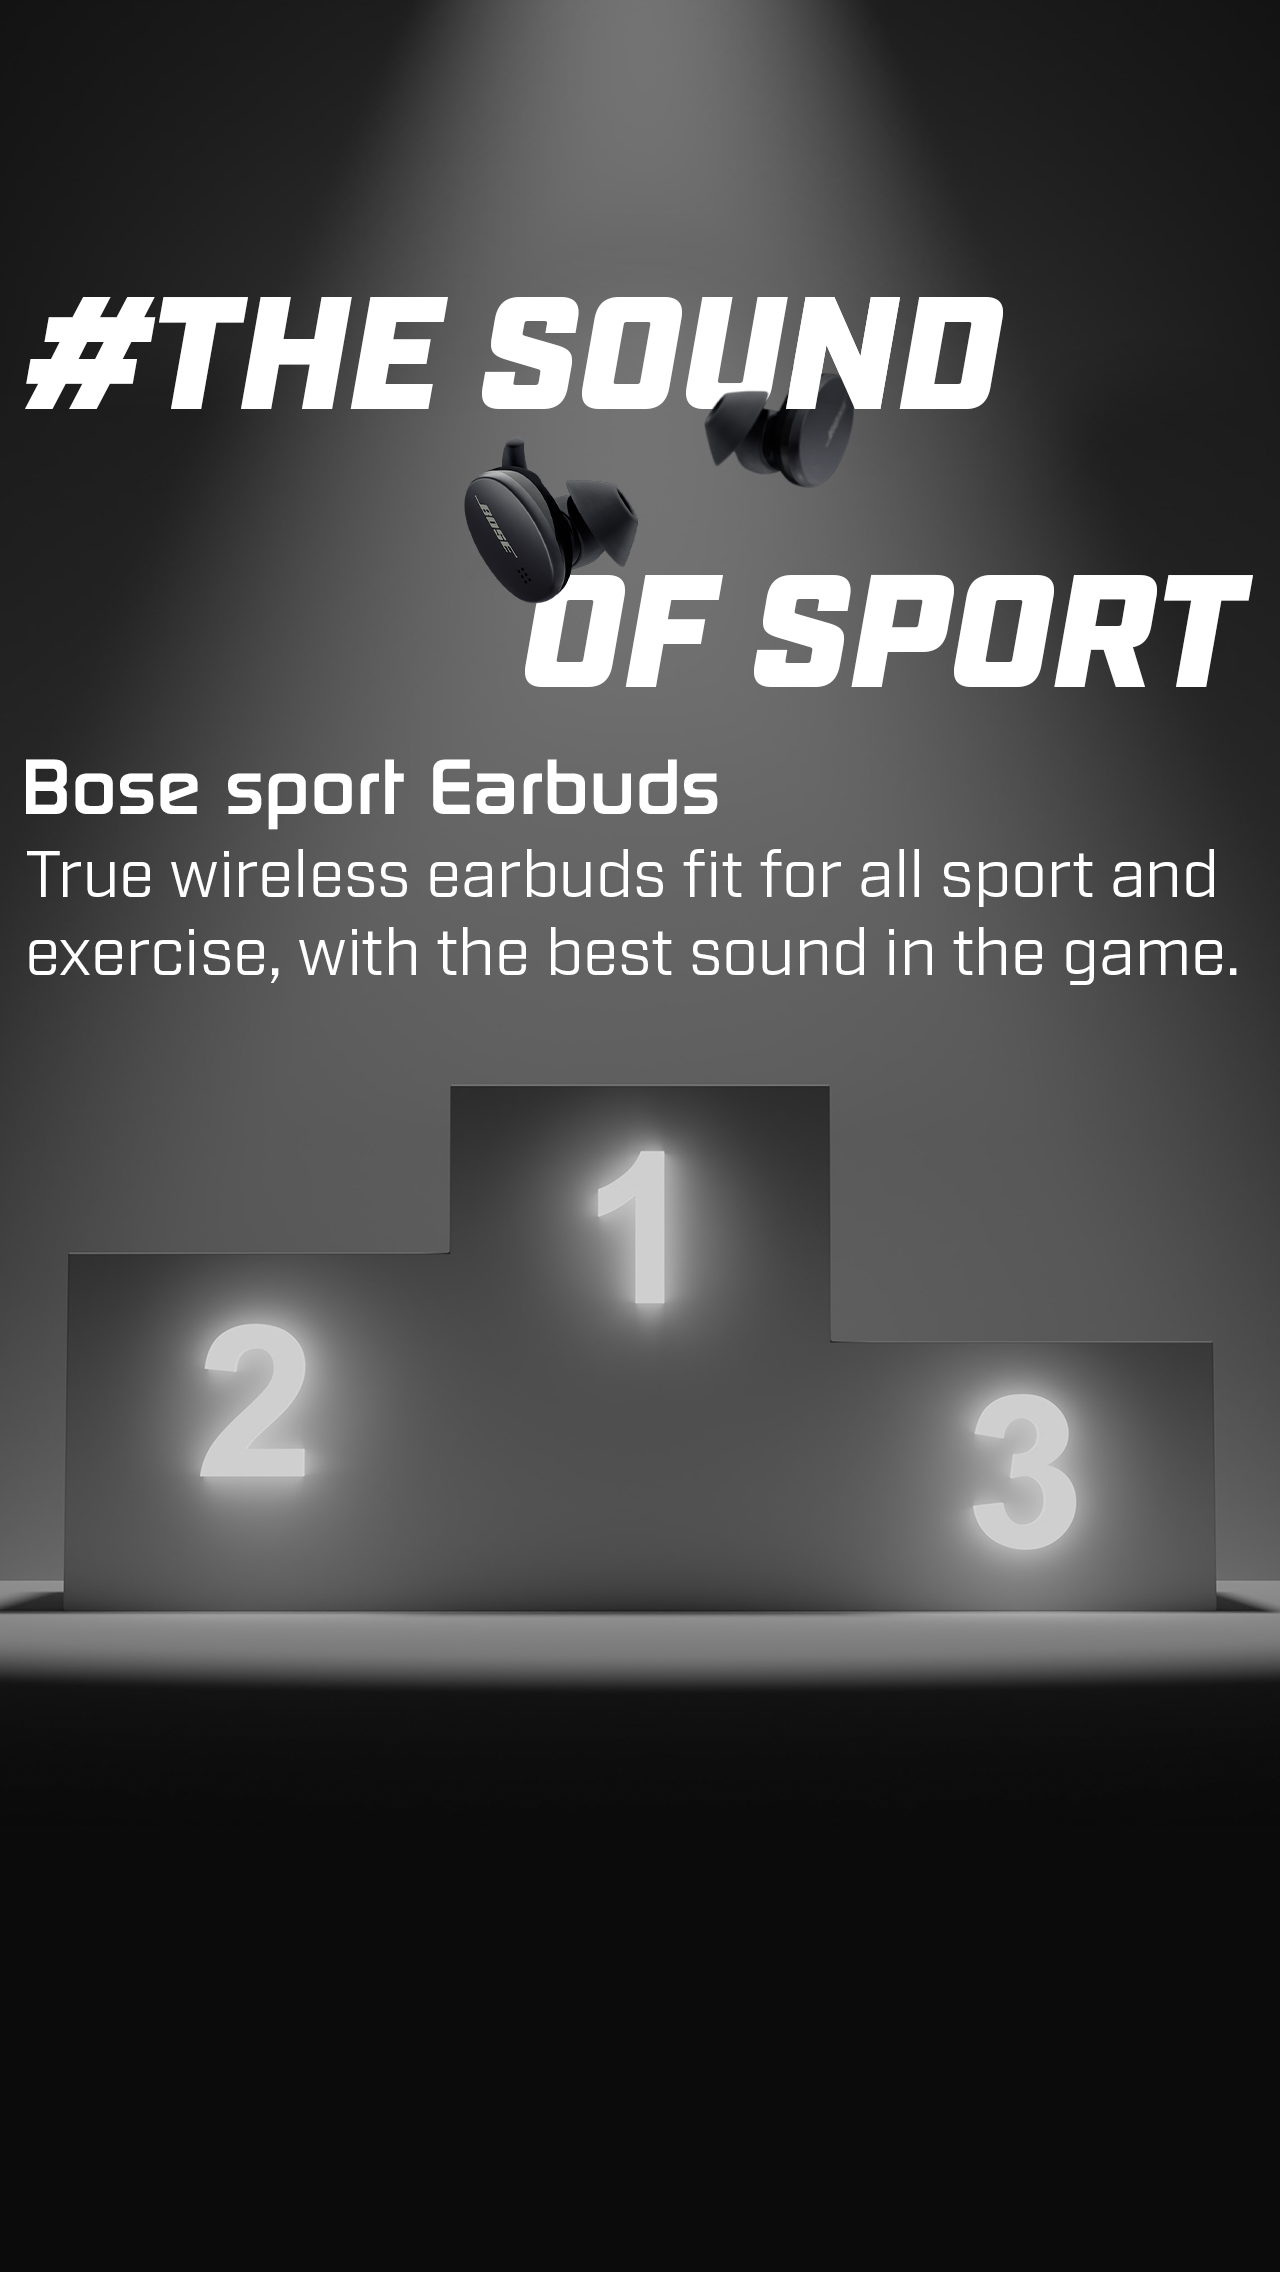 #THE SOUND
BOSE
OF SPORT
Bose sport Earbuds
True wireless earbuds fit for all sport and
exercise, with the best sound in the game.
1
2
3